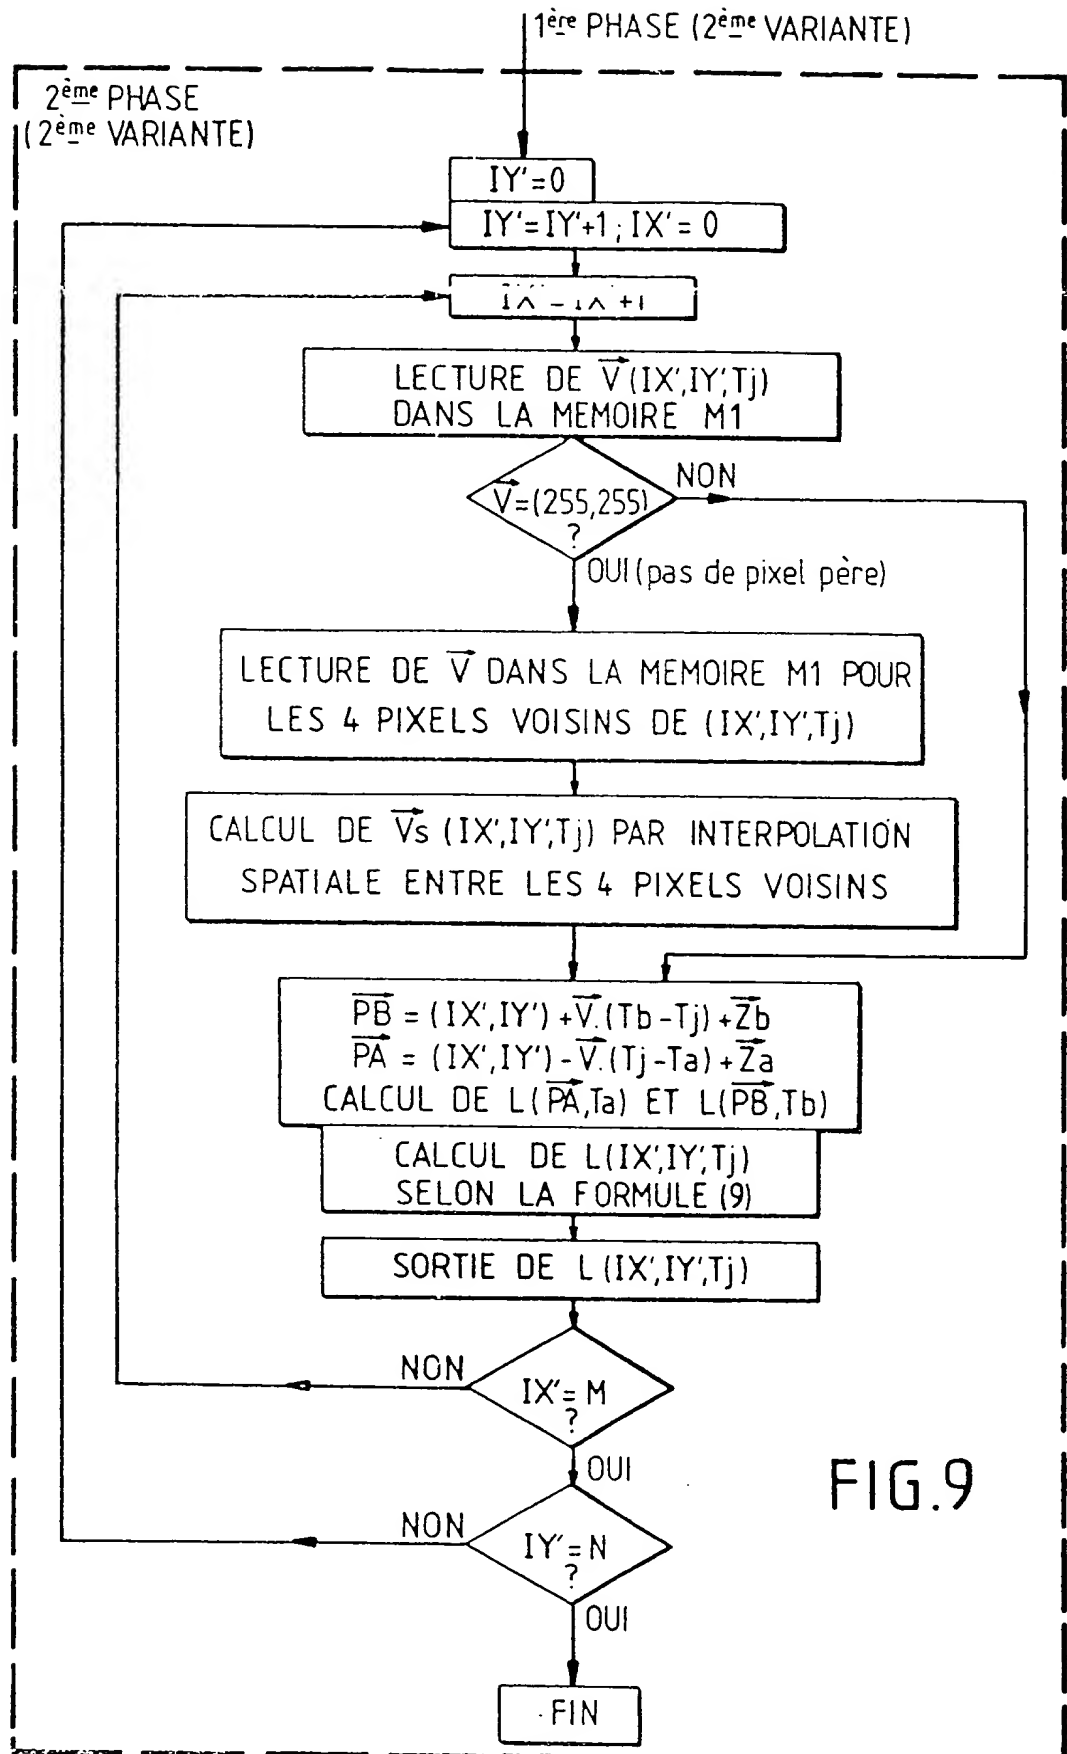 1ère PHASE (2ème VARIANTE)
2ème PHASE
(2ème VARIANTE)
IY'=0
IY'=IY'+1 ; IX'=0
LECTURE DE V(IX',IY',Tj)
DANS LA MEMOIRE M1
NON
V=(255,255)
?
OUI (pas de pixel père)
LECTURE DE V DANS LA MEMOIRE M1 POUR
LES 4 PIXELS VOISINS DE (IX',IY',Tj)
CALCUL DE Vs (IX',IY',Tj) PAR INTERPOLATION
SPATIALE ENTRE LES 4 PIXELS VOISINS
PB = (IX',IY') + V.(Tb-Tj) + Zb
PA = (IX',IY') - V.(Tj-Ta) + Za
CALCUL DE L(PA,Ta) ET L(PB,Tb)
CALCUL DE L(IX',IY',Tj)
SELON LA FORMULE (9)
SORTIE DE L(IX',IY',Tj)
NON
IX'= M
?
OUI
FIG.9
NON
IY'= N
?
OUI
FIN